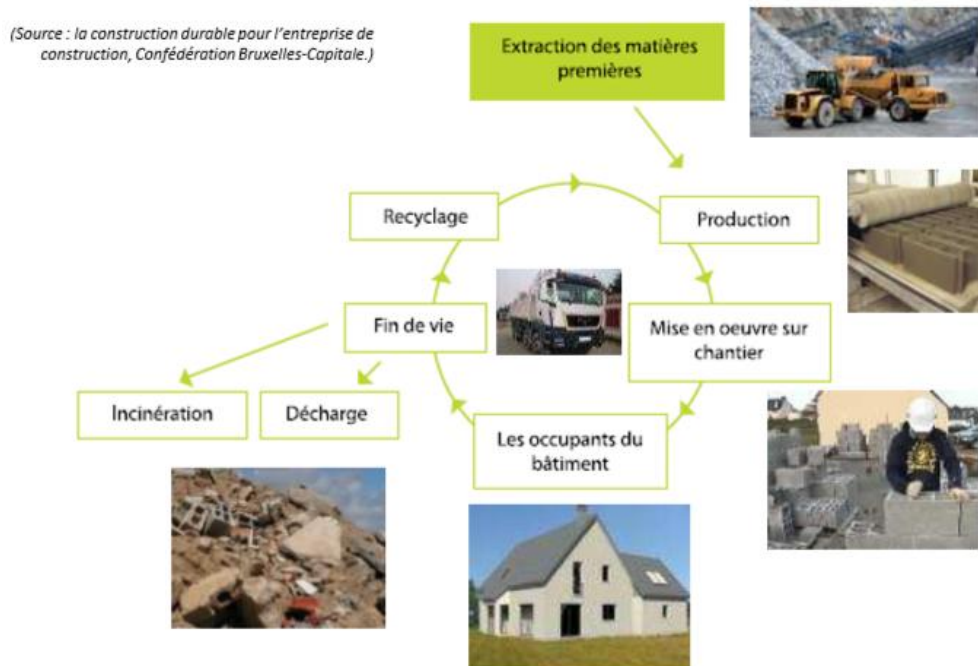 (Source : la construction durable pour l'entreprise de
construction, Confédération Bruxelles-Capitale.)
Extraction des matières
premières
Recyclage
Production
Fin de vie
Mise en oeuvre sur
chantier
Incinération
Décharge
Les occupants du
bâtiment